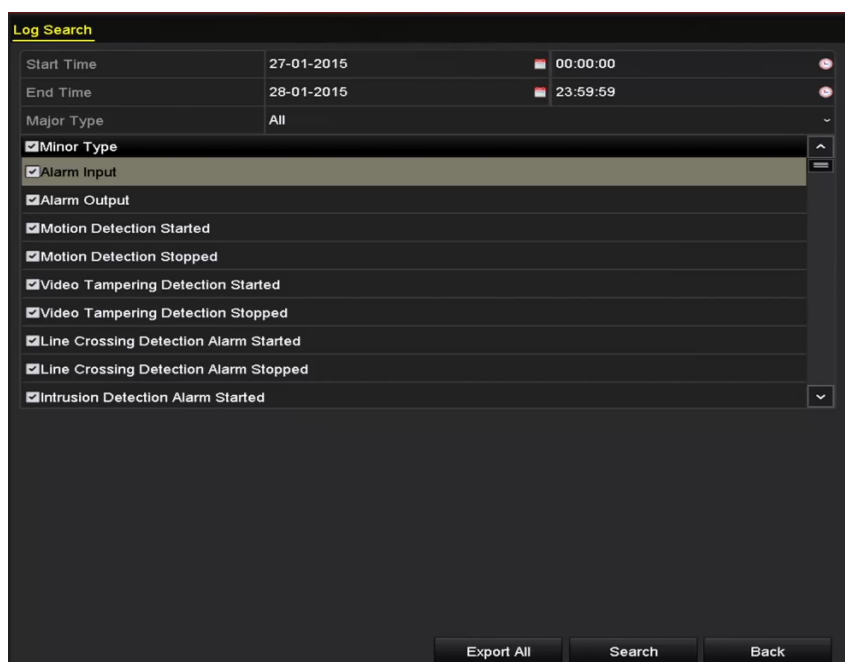 Log Search
Start Time 27-01-2015 00:00:00
End Time 28-01-2015 23:59:59
Major Type All
Minor Type
Alarm Input
Alarm Output
Motion Detection Started
Motion Detection Stopped
Video Tampering Detection Started
Video Tampering Detection Stopped
Line Crossing Detection Alarm Started
Line Crossing Detection Alarm Stopped
Intrusion Detection Alarm Started
Export All Search Back